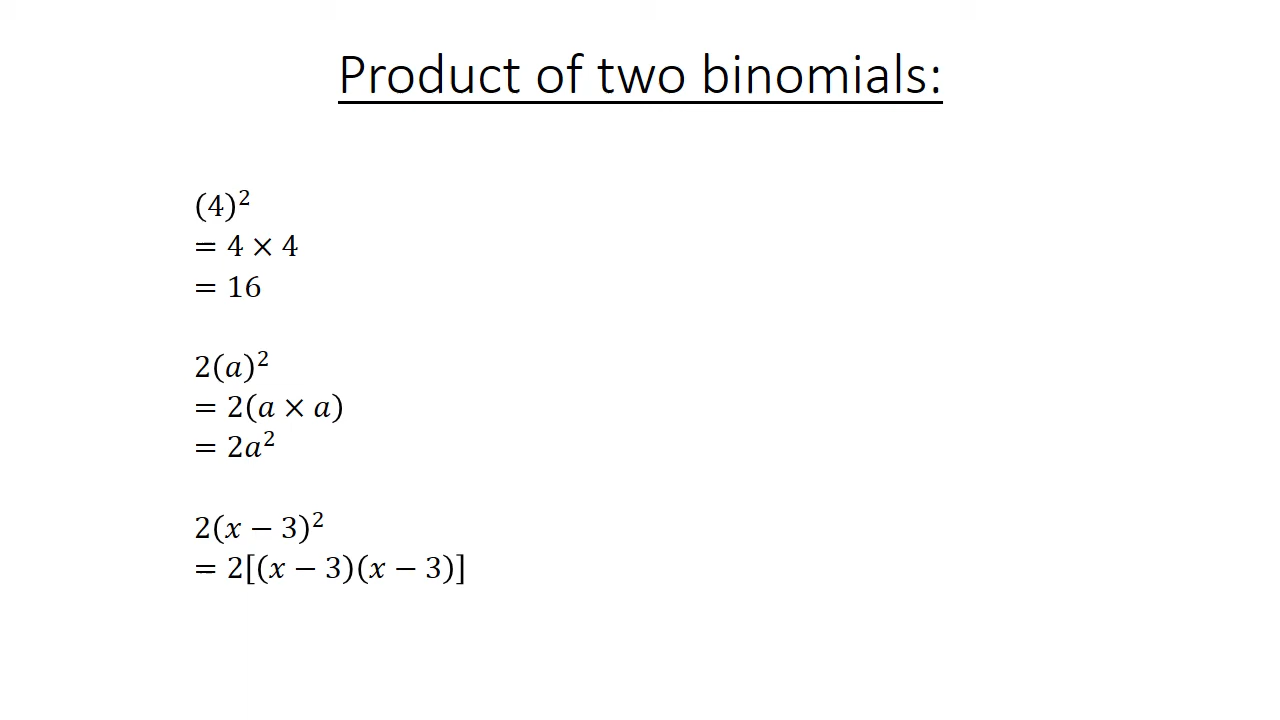 Product of two binomials:
(4)²
= 4 × 4
= 16
2(a)²
= 2(a × a)
= 2a²
2(x − 3)²
= 2[(x − 3)(x − 3)]